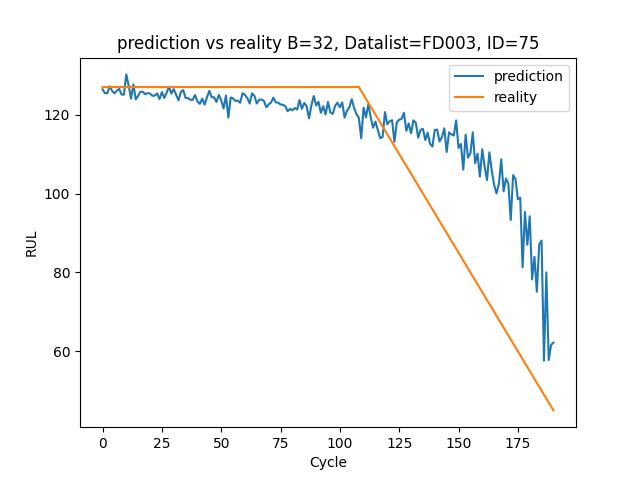 prediction vs reality B=32, Datalist=FD003, ID=75
prediction
reality
120
100
80
60
RUL
0 25 50 75 100 125 150 175
Cycle